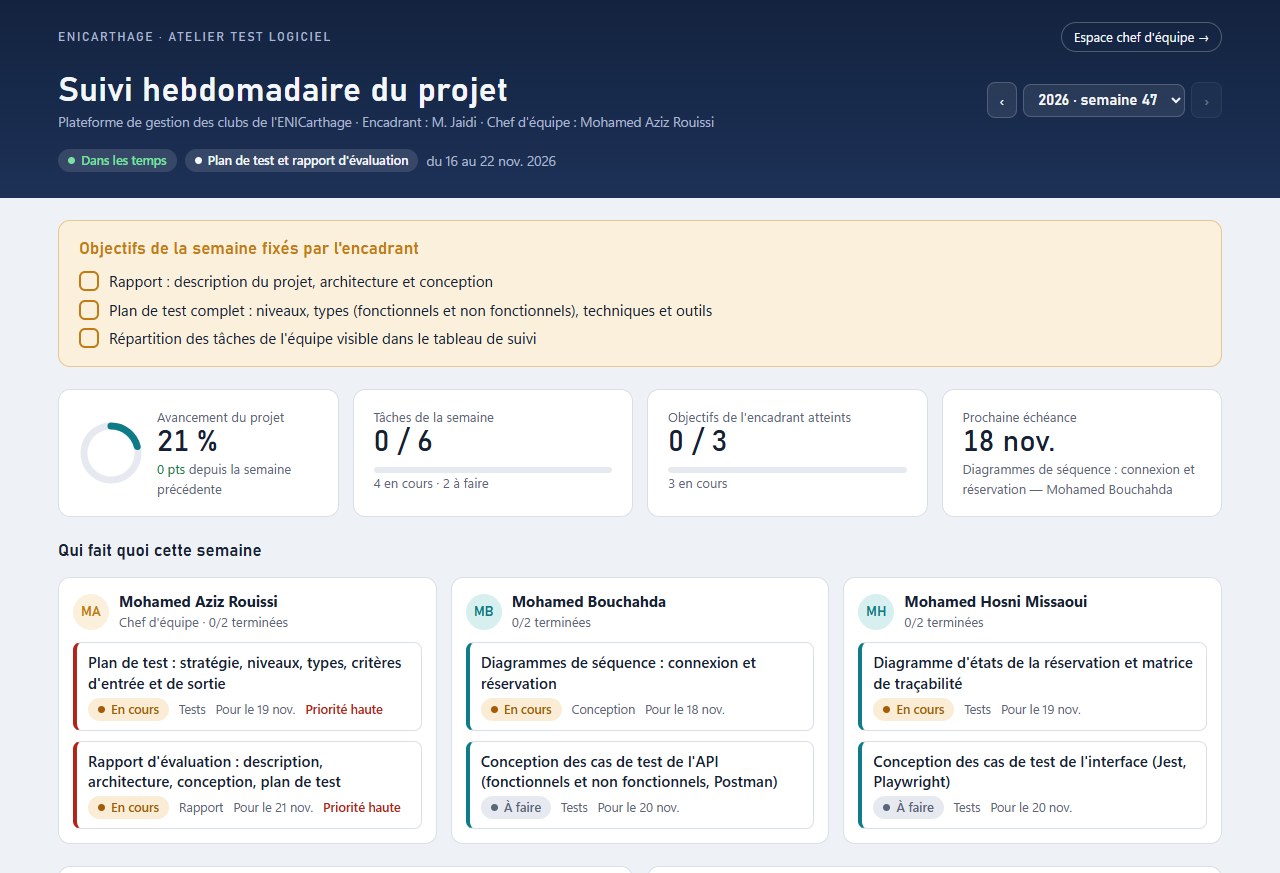 ENICARTHAGE · ATELIER TEST LOGICIEL
Espace chef d'équipe →
Suivi hebdomadaire du projet
‹ 2026 · semaine 47 ›
Plateforme de gestion des clubs de l'ENICarthage · Encadrant : M. Jaidi · Chef d'équipe : Mohamed Aziz Rouissi
Dans les temps
Plan de test et rapport d'évaluation
du 16 au 22 nov. 2026
Objectifs de la semaine fixés par l'encadrant
Rapport : description du projet, architecture et conception
Plan de test complet : niveaux, types (fonctionnels et non fonctionnels), techniques et outils
Répartition des tâches de l'équipe visible dans le tableau de suivi
Avancement du projet
21 %
0 pts depuis la semaine
précédente
Tâches de la semaine
0 / 6
4 en cours · 2 à faire
Objectifs de l'encadrant atteints
0 / 3
3 en cours
Prochaine échéance
18 nov.
Diagrammes de séquence : connexion et
réservation — Mohamed Bouchahda
Qui fait quoi cette semaine
MA
Mohamed Aziz Rouissi
Chef d'équipe · 0/2 terminées
Plan de test : stratégie, niveaux, types, critères
d'entrée et de sortie
En cours Tests Pour le 19 nov. Priorité haute
Rapport d'évaluation : description,
architecture, conception, plan de test
En cours Rapport Pour le 21 nov. Priorité haute
MB
Mohamed Bouchahda
0/2 terminées
Diagrammes de séquence : connexion et
réservation
En cours Conception Pour le 18 nov.
Conception des cas de test de l'API
(fonctionnels et non fonctionnels, Postman)
À faire Tests Pour le 20 nov.
MH
Mohamed Hosni Missaoui
0/2 terminées
Diagramme d'états de la réservation et matrice
de traçabilité
En cours Tests Pour le 19 nov.
Conception des cas de test de l'interface (Jest,
Playwright)
À faire Tests Pour le 20 nov.